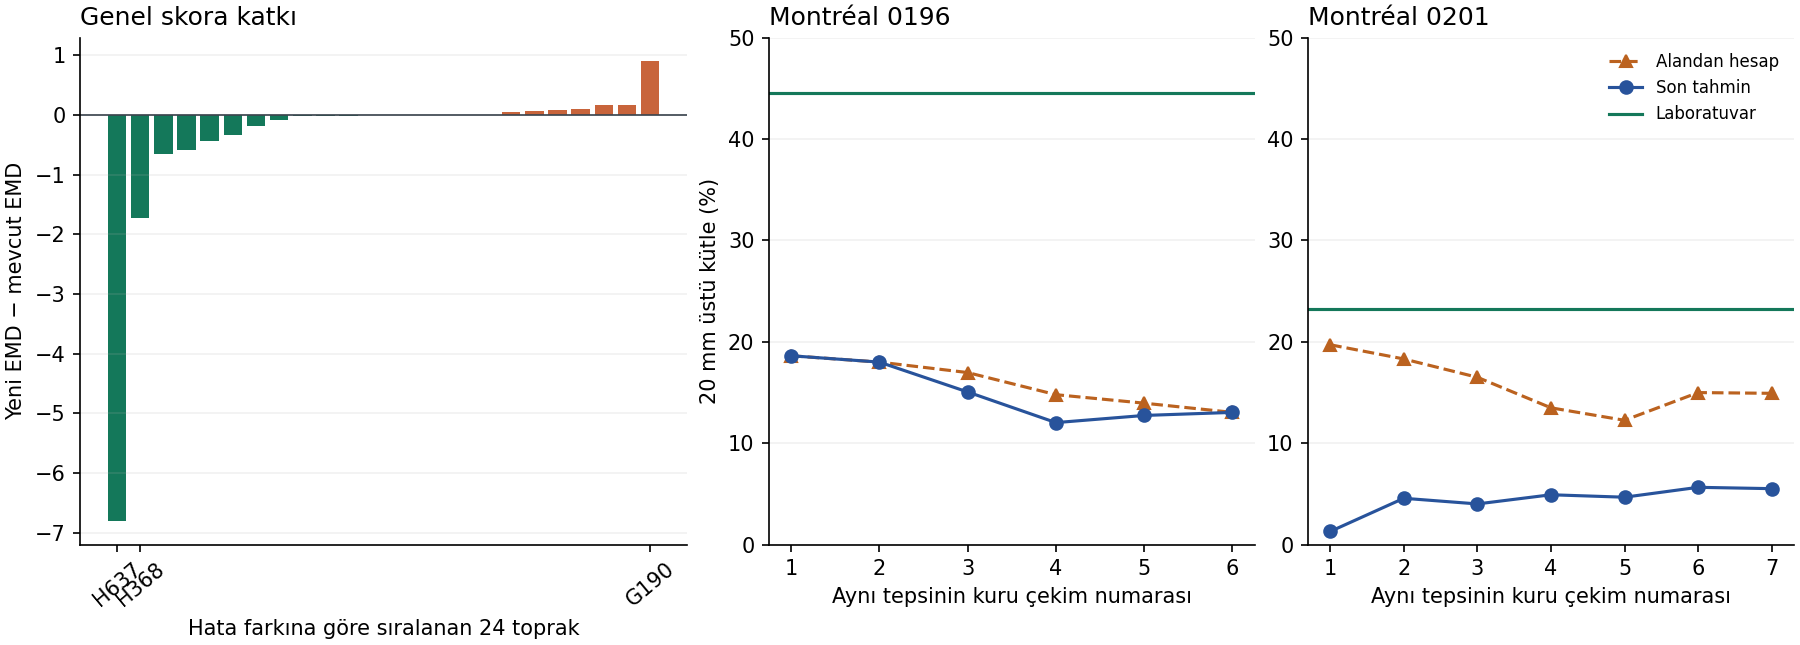 Genel skora katkı
Yeni EMD − mevcut EMD
1
0
−1
−2
−3
−4
−5
−6
−7
H637
H368
G190
Hata farkına göre sıralanan 24 toprak
Montréal 0196
20 mm üstü kütle (%)
50
40
30
20
10
0
1 2 3 4 5 6
Aynı tepsinin kuru çekim numarası
Montréal 0201
Alandan hesap
Son tahmin
Laboratuvar
50
40
30
20
10
0
1 2 3 4 5 6 7
Aynı tepsinin kuru çekim numarası